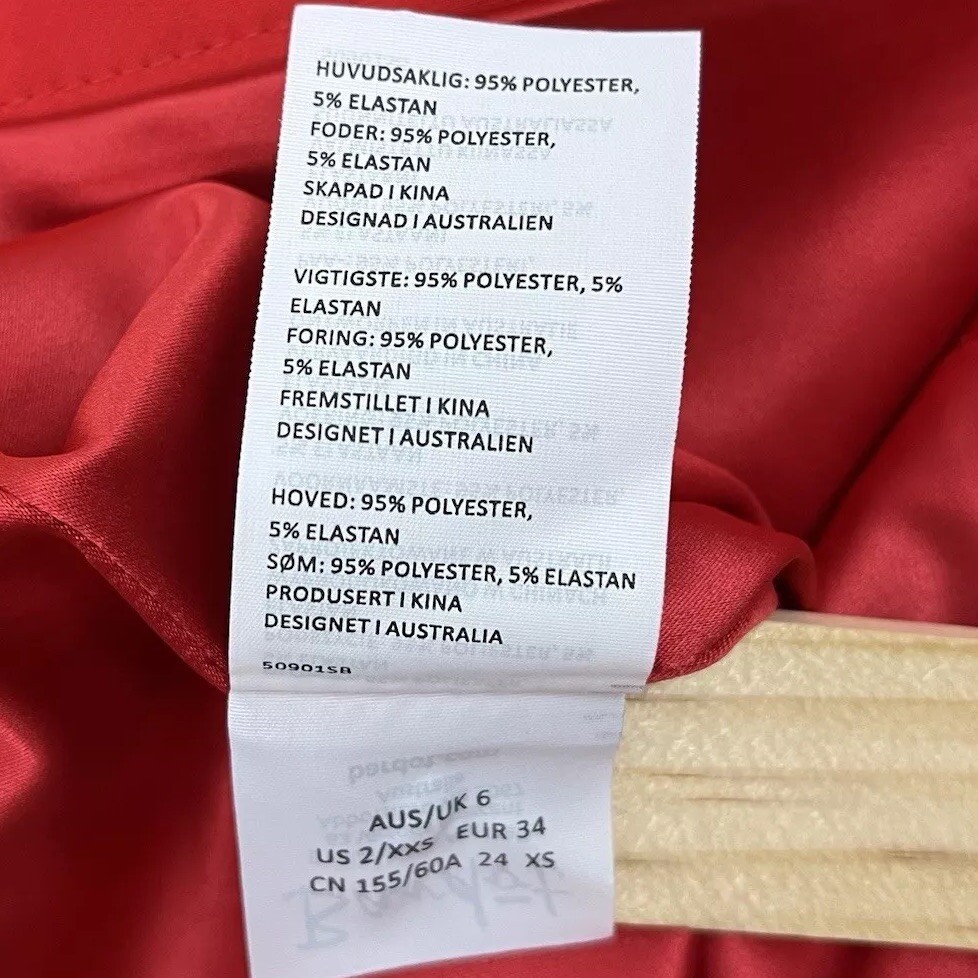 HUVUDSAKLIG: 95% POLYESTER,
5% ELASTAN
FODER: 95% POLYESTER,
5% ELASTAN
SKAPAD I KINA
DESIGNAD I AUSTRALIEN
VIGTIGSTE: 95% POLYESTER, 5%
ELASTAN
FORING: 95% POLYESTER,
5% ELASTAN
FREMSTILLET I KINA
DESIGNET I AUSTRALIEN
HOVED: 95% POLYESTER,
5% ELASTAN
SØM: 95% POLYESTER, 5% ELASTAN
PRODUSERT I KINA
DESIGNET I AUSTRALIA
50901SB
AUS/UK 6
US 2/XXS EUR 34
CN 155/60A 24 XS